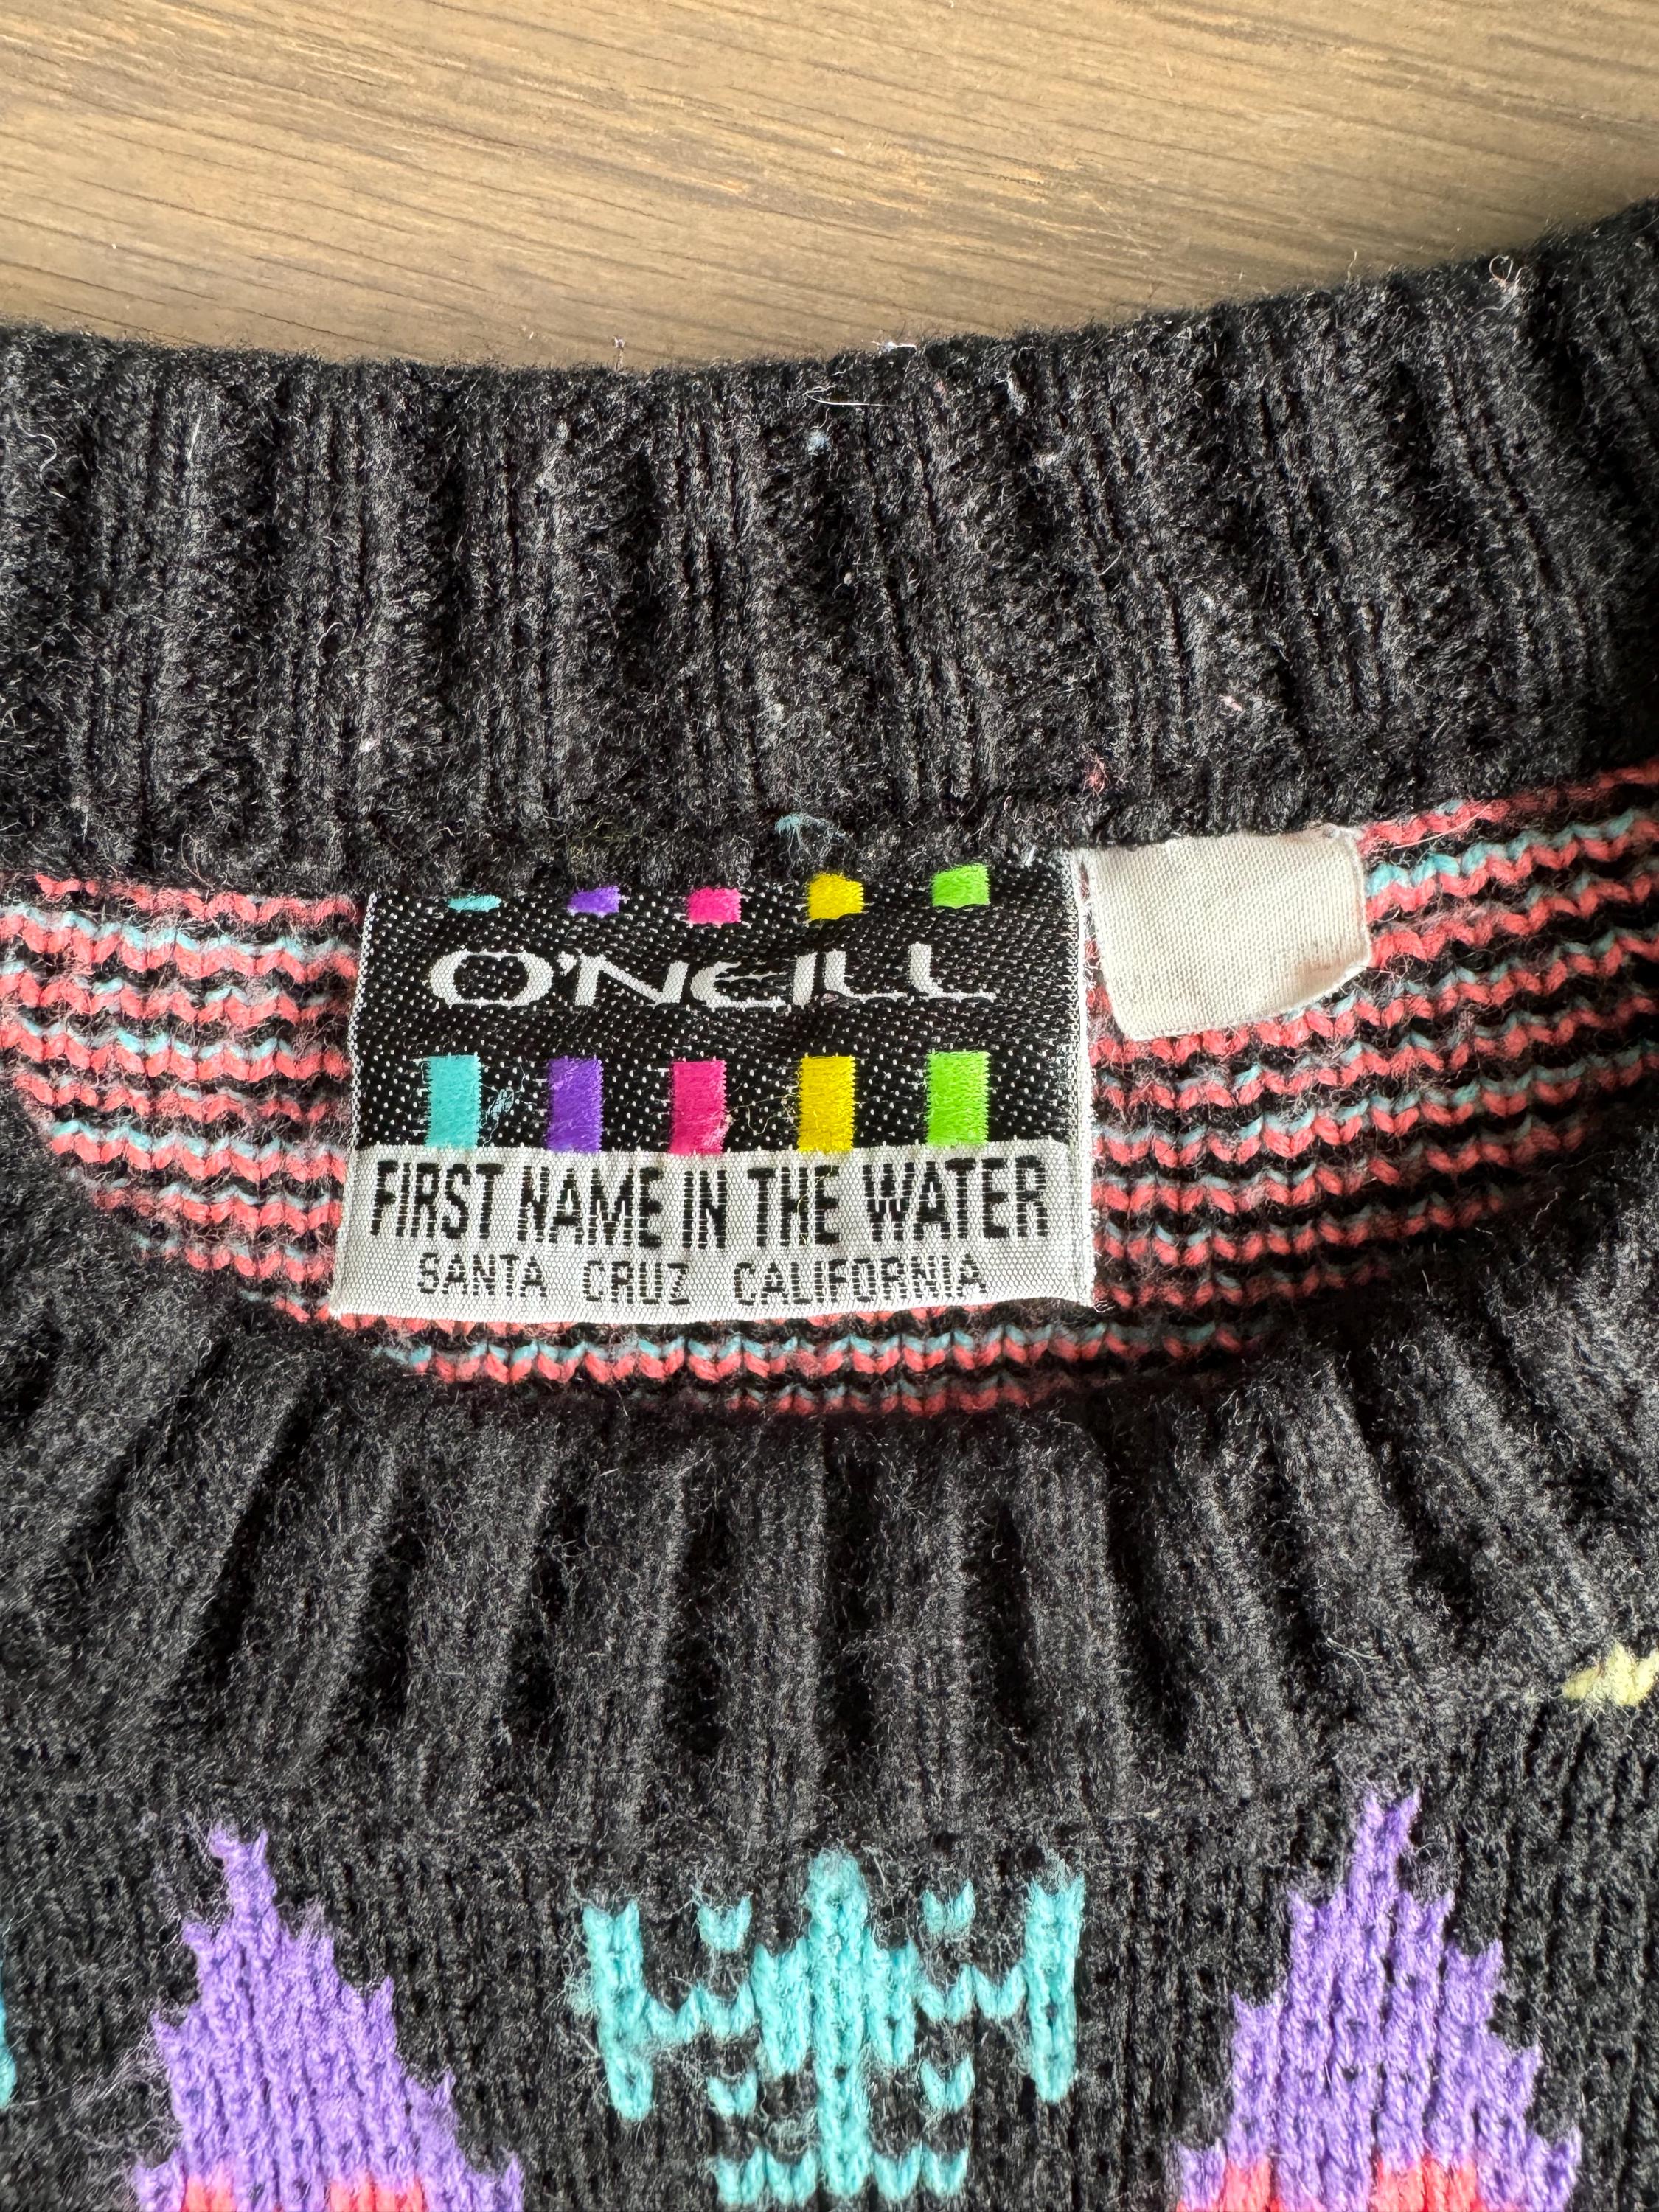 O'NEILL
FIRST NAME IN THE WATER
SANTA CRUZ CALIFORNIA